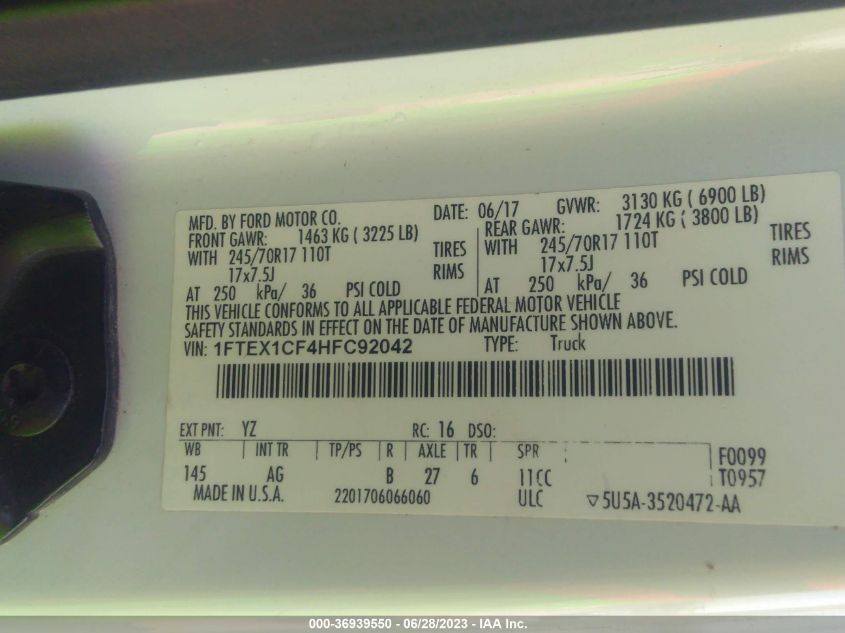 MFD. BY FORD MOTOR CO. DATE: 06/17 GVWR: 3130 KG ( 6900 LB)
FRONT GAWR: 1463 KG ( 3225 LB) REAR GAWR: 1724 KG ( 3800 LB)
WITH 245/70R17 110T TIRES WITH 245/70R17 110T TIRES
17x7.5J RIMS 17x7.5J RIMS
AT 250 kPa/ 36 PSI COLD AT 250 kPa/ 36 PSI COLD
THIS VEHICLE CONFORMS TO ALL APPLICABLE FEDERAL MOTOR VEHICLE
SAFETY STANDARDS IN EFFECT ON THE DATE OF MANUFACTURE SHOWN ABOVE.
VIN: 1FTEX1CF4HFC92042 TYPE: Truck
EXT PNT: YZ RC: 16 DSO:
WB INT TR TP/PS R AXLE TR SPR F0099
145 AG B 27 6 11CC T0957
MADE IN U.S.A. 2201706066060 ULC ▽5U5A-3520472-AA
000-36939550 - 06/28/2023 - IAA Inc.